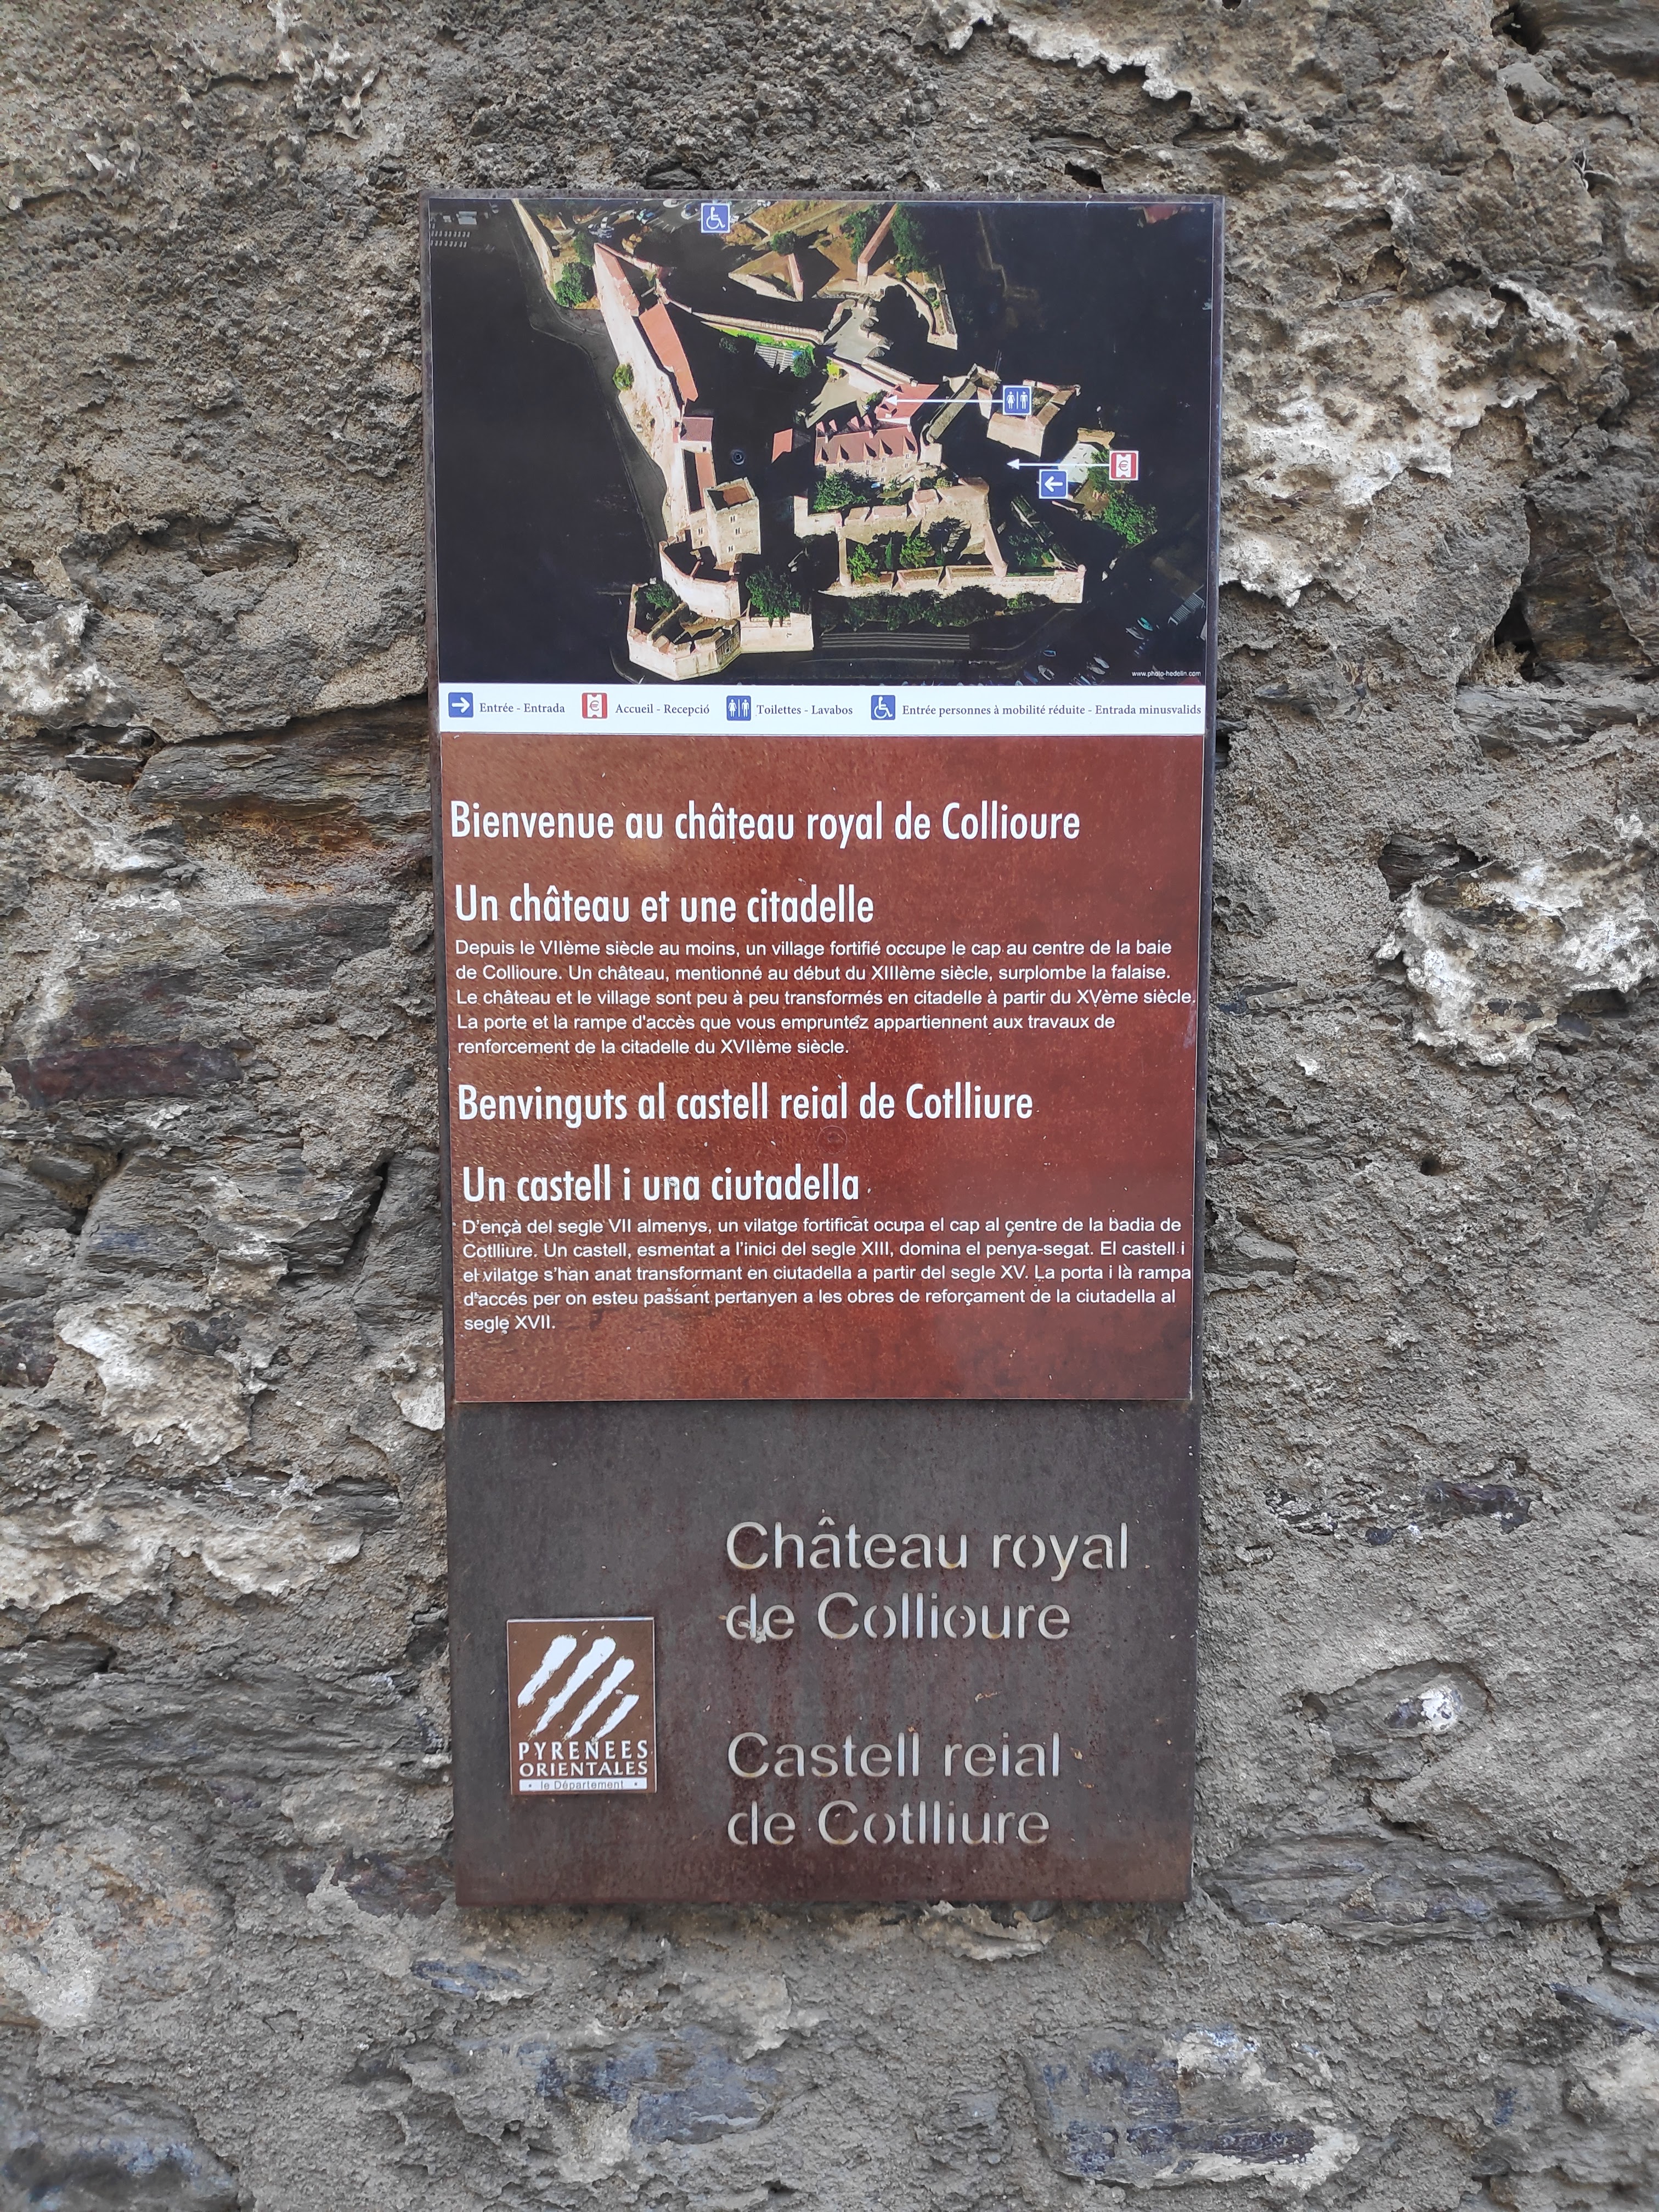 www.photo-hedelin.com
Entrée - Entrada
Accueil - Recepció
Toilettes - Lavabos
Entrée personnes à mobilité réduite - Entrada minusvalids
Bienvenue au château royal de Collioure
Un château et une citadelle
Depuis le VIIème siècle au moins, un village fortifié occupe le cap au centre de la baie
de Collioure. Un château, mentionné au début du XIIIème siècle, surplombe la falaise.
Le château et le village sont peu à peu transformés en citadelle à partir du XVème siècle.
La porte et la rampe d'accès que vous empruntez appartiennent aux travaux de
renforcement de la citadelle du XVIIème siècle.
Benvinguts al castell reial de Cotlliure
Un castell i una ciutadella
D'ençà del segle VII almenys, un vilatge fortificat ocupa el cap al centre de la badia de
Cotlliure. Un castell, esmentat a l'inici del segle XIII, domina el penya-segat. El castell i
el vilatge s'han anat transformant en ciutadella a partir del segle XV. La porta i la rampa
d'accés per on esteu passant pertanyen a les obres de reforçament de la ciutadella al
segle XVII.
Château royal
de Collioure
PYRENEES
ORIENTALES
• le Département •
Castell reial
de Cotlliure